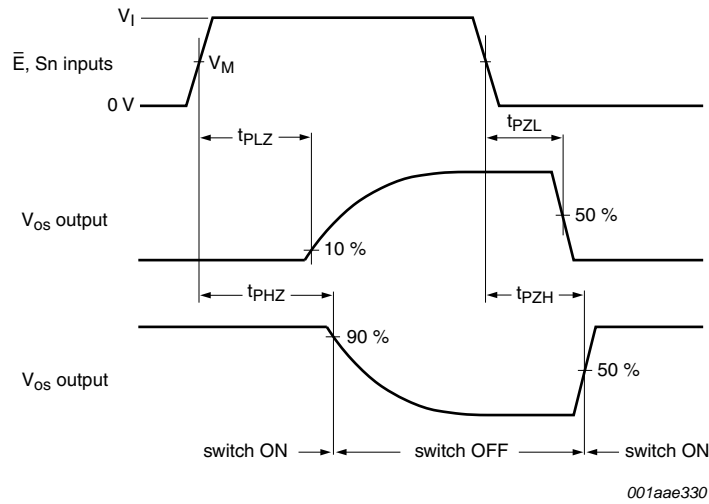 V_I
E̅, Sn inputs
V_M
0 V
t_PLZ
t_PZL
V_os output
50 %
10 %
t_PHZ
t_PZH
90 %
V_os output
50 %
switch ON
switch OFF
switch ON
001aae330